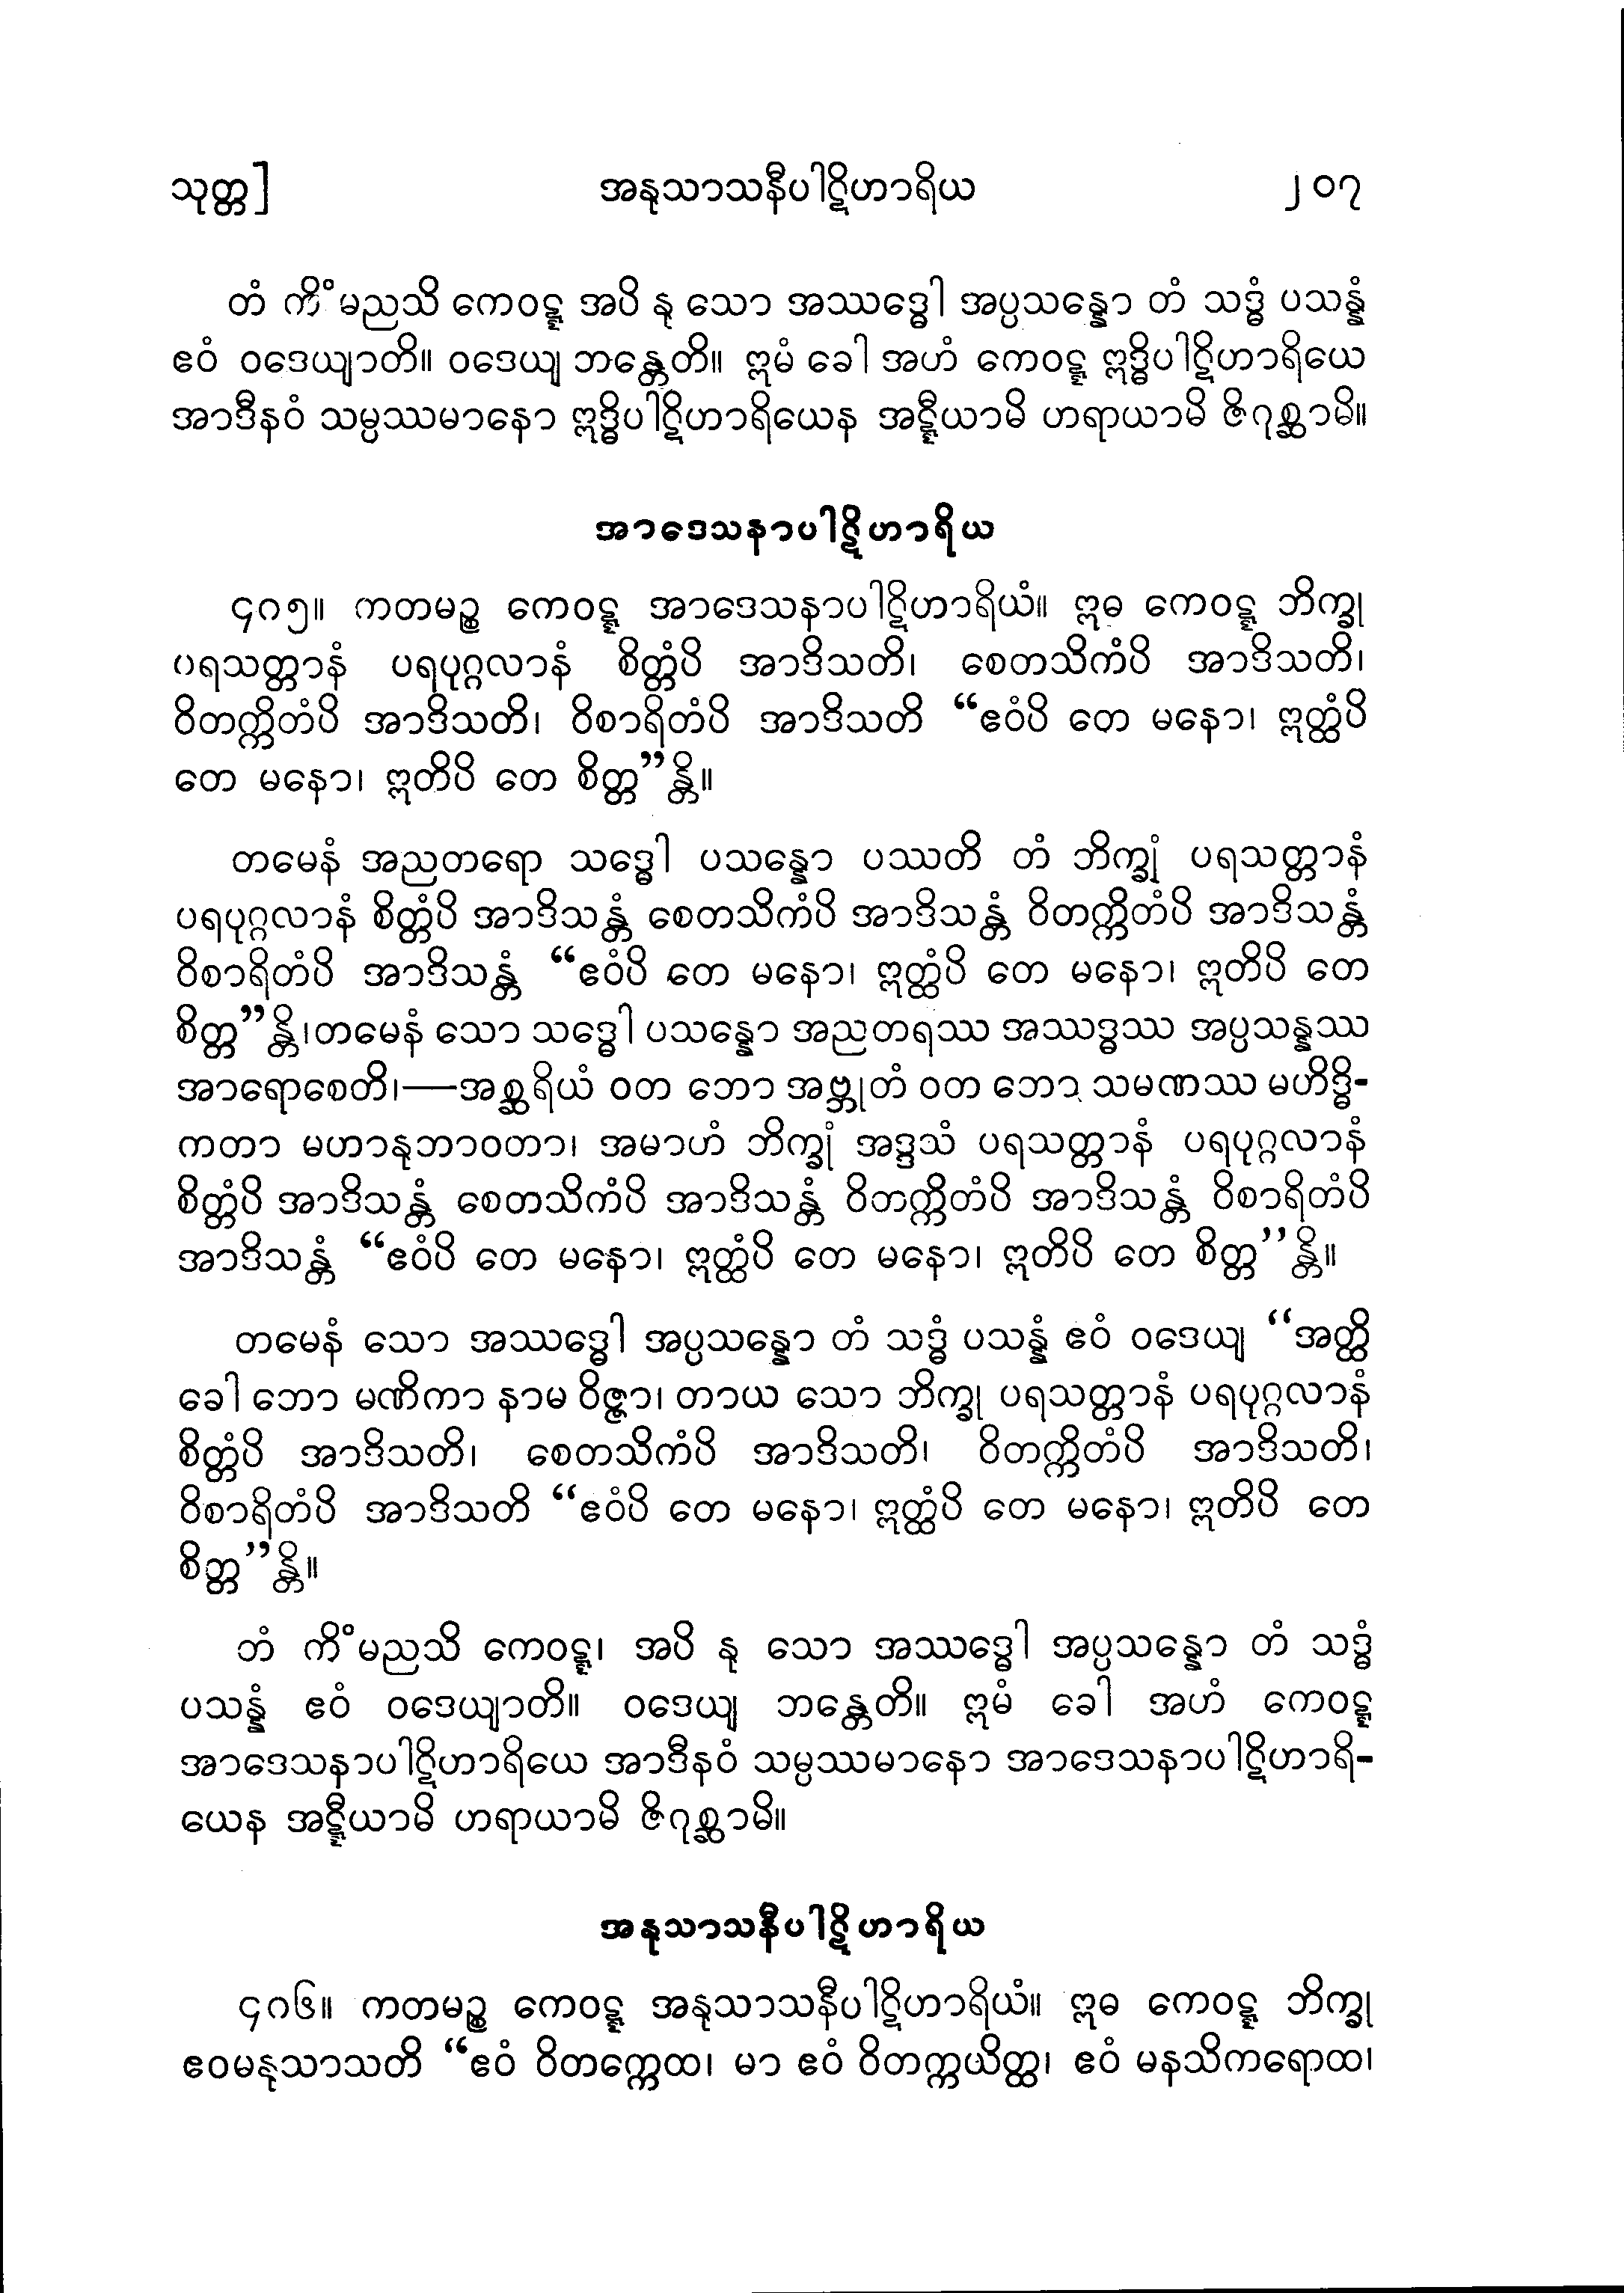 သုတ္တ] အနုသာသနီပါဋိဟာရိယ ၂၀၇
တံ ကိံ မညသိ ကေဝဋ္ဋ အပိ နု သော အဿဒ္ဓေါ အပ္ပသန္နော တံ သဒ္ဓံ ပသန္နံ
ဧဝံ ဝဒေယျာတိ။ ဝဒေယျ ဘန္တေတိ။ ဣမံ ခေါ အဟံ ကေဝဋ္ဋ ဣဒ္ဓိပါဋိဟာရိယေ
အာဒီနဝံ သမ္ပဿမာနော ဣဒ္ဓိပါဋိဟာရိယေန အဋ္ဋီယာမိ ဟရာယာမိ ဇိဂုစ္ဆာမိ။
အာဒေသနာပါဋိဟာရိယ
၄၈၅။ ကတမဉ္စ ကေဝဋ္ဋ အာဒေသနာပါဋိဟာရိယံ။ ဣဓ ကေဝဋ္ဋ ဘိက္ခု
ပရသတ္တာနံ ပရပုဂ္ဂလာနံ စိတ္တံပိ အာဒိသတိ၊ စေတသိကံပိ အာဒိသတိ၊
ဝိတက္ကိတံပိ အာဒိသတိ၊ ဝိစာရိတံပိ အာဒိသတိ “ဧဝံပိ တေ မနော၊ ဣတ္ထံပိ
တေ မနော၊ ဣတိပိ တေ စိတ္တ”န္တိ။
တမေနံ အညတရော သဒ္ဓေါ ပသန္နော ပဿတိ တံ ဘိက္ခုံ ပရသတ္တာနံ
ပရပုဂ္ဂလာနံ စိတ္တံပိ အာဒိသန္တံ စေတသိကံပိ အာဒိသန္တံ ဝိတက္ကိတံပိ အာဒိသန္တံ
ဝိစာရိတံပိ အာဒိသန္တံ “ဧဝံပိ တေ မနော၊ ဣတ္ထံပိ တေ မနော၊ ဣတိပိ တေ
စိတ္တ”န္တိ၊တမေနံ သော သဒ္ဓေါ ပသန္နော အညတရဿ အဿဒ္ဓဿ အပ္ပသန္နဿ
အာရောစေတိ၊—အစ္ဆရိယံ ဝတ ဘော အဗ္ဘုတံ ဝတ ဘော သမဏဿ မဟိဒ္ဓိ-
ကတာ မဟာနုဘာဝတာ၊ အမာဟံ ဘိက္ခုံ အဒ္ဒသံ ပရသတ္တာနံ ပရပုဂ္ဂလာနံ
စိတ္တံပိ အာဒိသန္တံ စေတသိကံပိ အာဒိသန္တံ ဝိတက္ကိတံပိ အာဒိသန္တံ ဝိစာရိတံပိ
အာဒိသန္တံ “ဧဝံပိ တေ မနော၊ ဣတ္ထံပိ တေ မနော၊ ဣတိပိ တေ စိတ္တ”န္တိ။
တမေနံ သော အဿဒ္ဓေါ အပ္ပသန္နော တံ သဒ္ဓံ ပသန္နံ ဧဝံ ဝဒေယျ “အတ္ထိ
ခေါ ဘော မဏိကာ နာမ ဝိဇ္ဇာ၊ တာယ သော ဘိက္ခု ပရသတ္တာနံ ပရပုဂ္ဂလာနံ
စိတ္တံပိ အာဒိသတိ၊ စေတသိကံပိ အာဒိသတိ၊ ဝိတက္ကိတံပိ အာဒိသတိ၊
ဝိစာရိတံပိ အာဒိသတိ “ဧဝံပိ တေ မနော၊ ဣတ္ထံပိ တေ မနော၊ ဣတိပိ တေ
စိတ္တ”န္တိ။
တံ ကိံ မညသိ ကေဝဋ္ဋ၊ အပိ နု သော အဿဒ္ဓေါ အပ္ပသန္နော တံ သဒ္ဓံ
ပသန္နံ ဧဝံ ဝဒေယျာတိ။ ဝဒေယျ ဘန္တေတိ။ ဣမံ ခေါ အဟံ ကေဝဋ္ဋ
အာဒေသနာပါဋိဟာရိယေ အာဒီနဝံ သမ္ပဿမာနော အာဒေသနာပါဋိဟာရိ-
ယေန အဋ္ဋီယာမိ ဟရာယာမိ ဇိဂုစ္ဆာမိ။
အနုသာသနီပါဋိဟာရိယ
၄၈၆။ ကတမဉ္စ ကေဝဋ္ဋ အနုသာသနီပါဋိဟာရိယံ။ ဣဓ ကေဝဋ္ဋ ဘိက္ခု
ဧဝမနုသာသတိ “ဧဝံ ဝိတက္ကေထ၊ မာ ဧဝံ ဝိတက္ကယိတ္ထ၊ ဧဝံ မနသိကရောထ၊